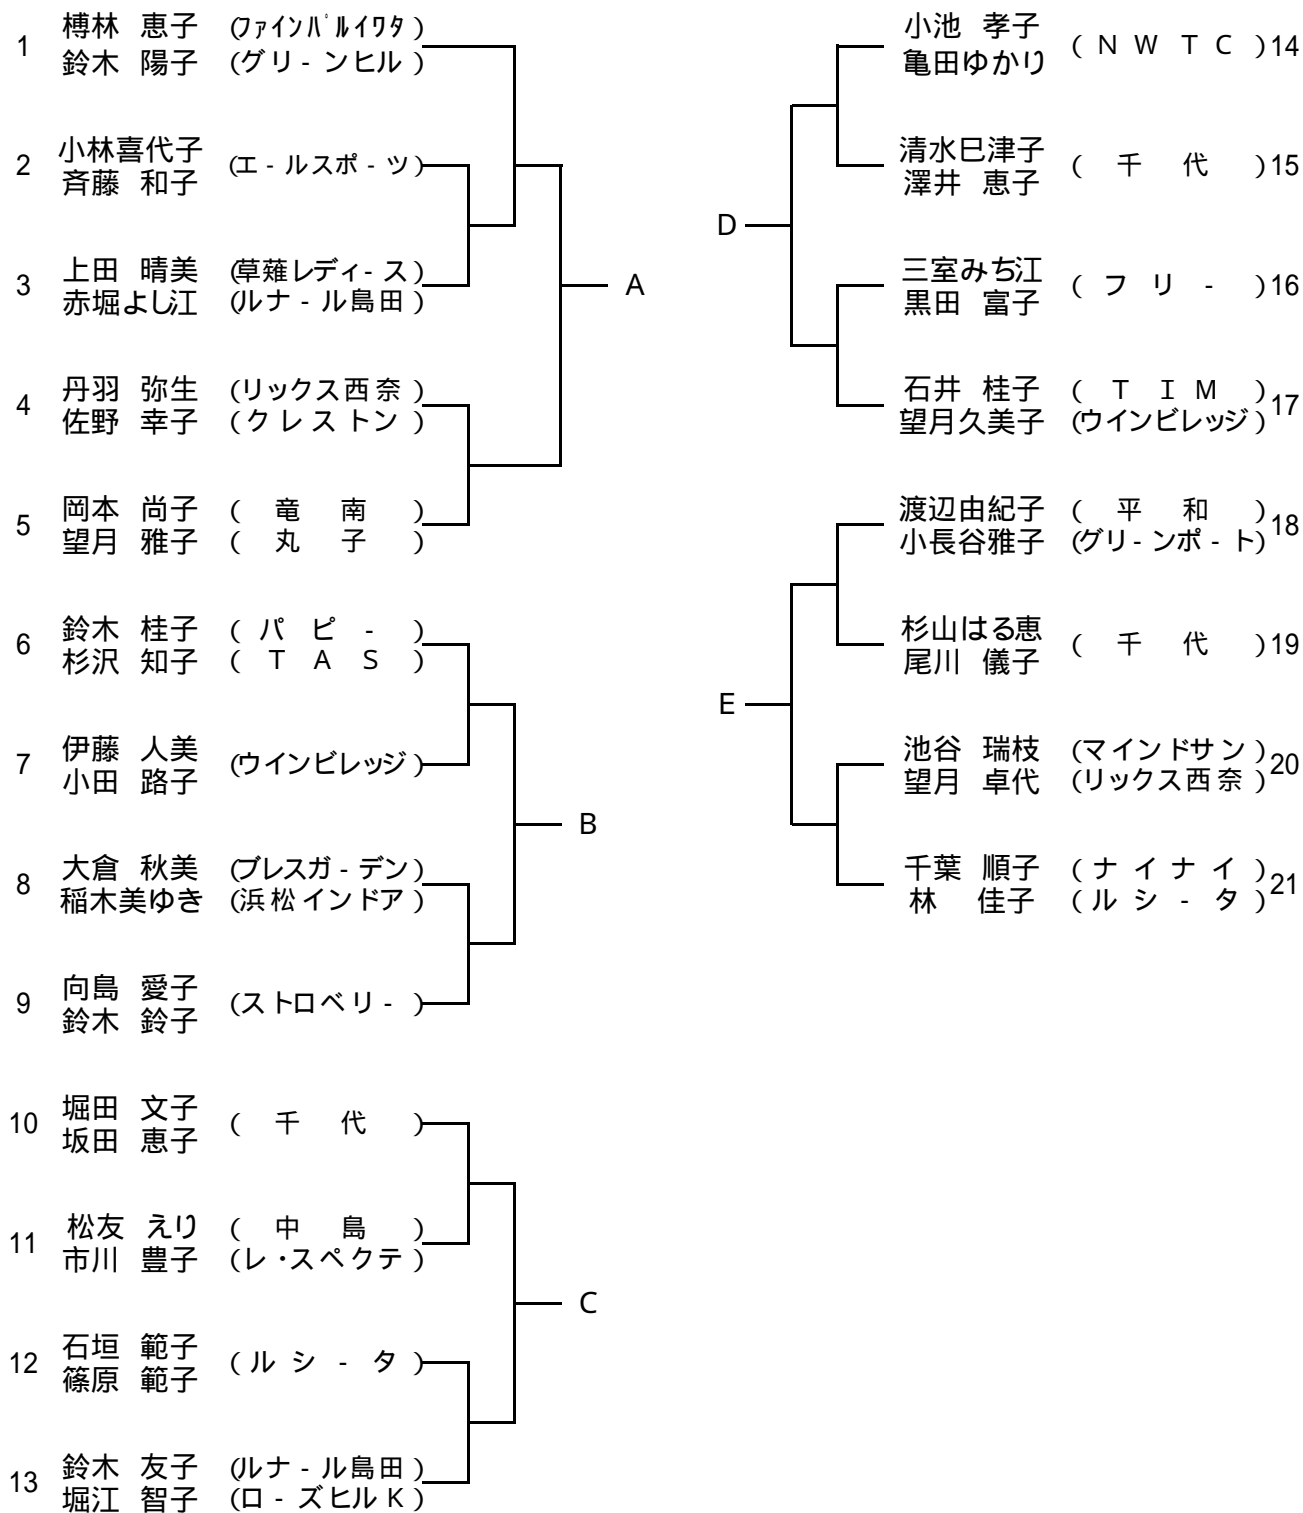 1 榑林 恵子 (ファインパルイワタ)
鈴木 陽子 (グリ-ンヒル)
2 小林喜代子 (エ-ルスポ-ツ)
斉藤 和子
3 上田 晴美 (草薙レディ-ス)
赤堀よし江 (ルナ-ル島田)
A
4 丹羽 弥生 (リックス西奈)
佐野 幸子 (クレストン)
5 岡本 尚子 (竜南)
望月 雅子 (丸子)
6 鈴木 桂子 (パピ-)
杉沢 知子 (TAS)
7 伊藤 人美 (ウインビレッジ)
小田 路子
B
8 大倉 秋美 (ブレスガ-デン)
稲木美ゆき (浜松インドア)
9 向島 愛子 (ストロベリ-)
鈴木 鈴子
10 堀田 文子 (千代)
坂田 恵子
11 松友 えり (中島)
市川 豊子 (レ・スペクテ)
C
12 石垣 範子 (ルシ-タ)
篠原 範子
13 鈴木 友子 (ルナ-ル島田)
堀江 智子 (ロ-ズヒルK)
小池 孝子 (NWTC) 14
亀田ゆかり
清水巳津子 (千代) 15
澤井 恵子
D
三室みち江 (フリ-) 16
黒田 富子
石井 桂子 (TIM) 17
望月久美子 (ウインビレッジ)
渡辺由紀子 (平和) 18
小長谷雅子 (グリ-ンポ-ト)
杉山はる恵 (千代) 19
尾川 儀子
E
池谷 瑞枝 (マインドサン) 20
望月 卓代 (リックス西奈)
千葉 順子 (ナイナイ) 21
林 佳子 (ルシ-タ)